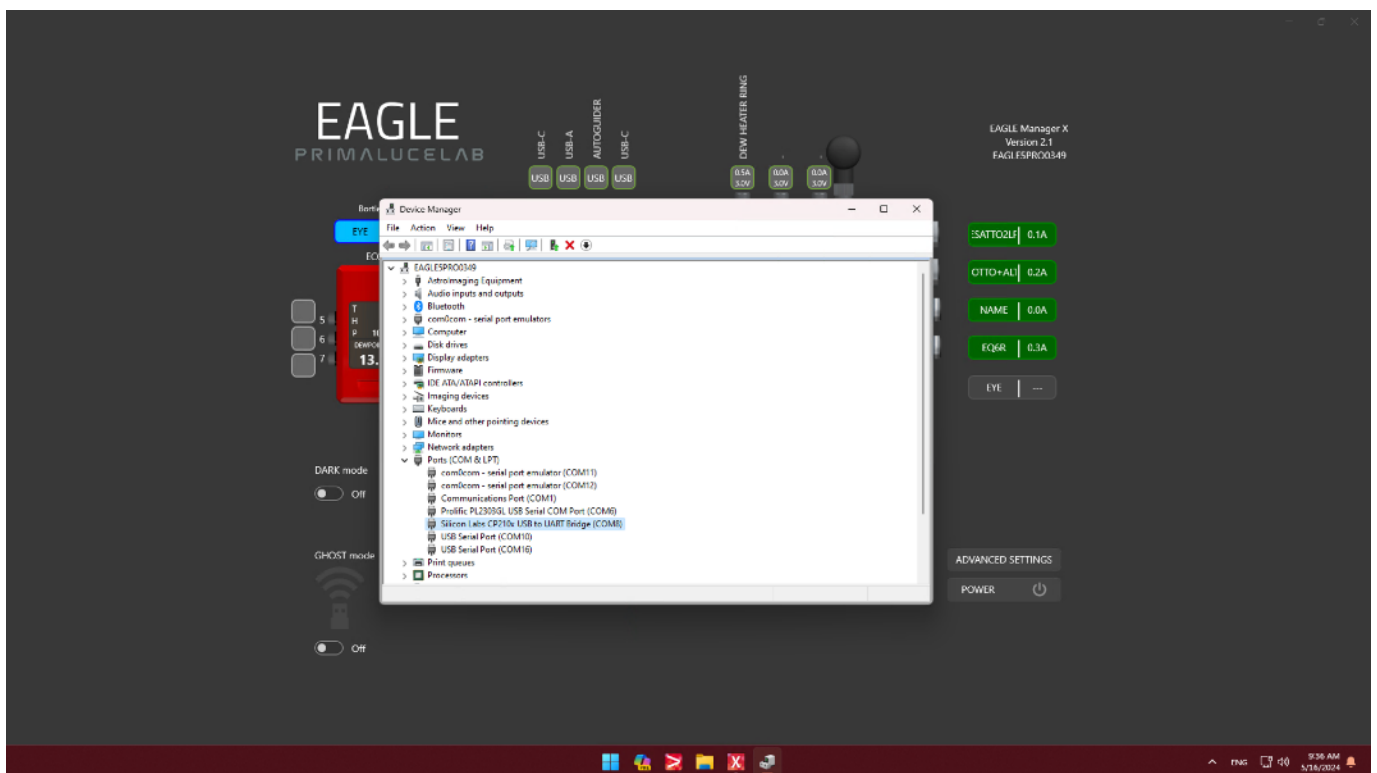 EAGLE
PRIMALUCELAB
USB-C
USB-A
AUTOGUIDER
USB-C
DEW HEATER RING
USB
USB
USB
USB
0.5A
3.0V
0.0A
3.0V
0.0A
3.0V
EAGLE Manager X
Version 2.1
EAGLE5PRO0349
EYE
5
6
7
T
H
P
13.
DARK mode
Off
GHOST mode
Off
Device Manager
File Action View Help
EAGLE5PRO0349
Astroimaging Equipment
Audio inputs and outputs
Bluetooth
com0com - serial port emulators
Computer
Disk drives
Display adapters
Firmware
IDE ATA/ATAPI controllers
Imaging devices
Keyboards
Mice and other pointing devices
Monitors
Network adapters
Ports (COM & LPT)
com0com - serial port emulator (COM11)
com0com - serial port emulator (COM12)
Communications Port (COM1)
Prolific PL2303GL USB Serial COM Port (COM6)
Silicon Labs CP210x USB to UART Bridge (COM8)
USB Serial Port (COM10)
USB Serial Port (COM16)
Print queues
Processors
ESATTO2LF 0.1A
OTTO+AL 0.2A
NAME 0.0A
EQ6R 0.3A
EYE ---
ADVANCED SETTINGS
POWER
ENG
9:36 AM
5/16/2024